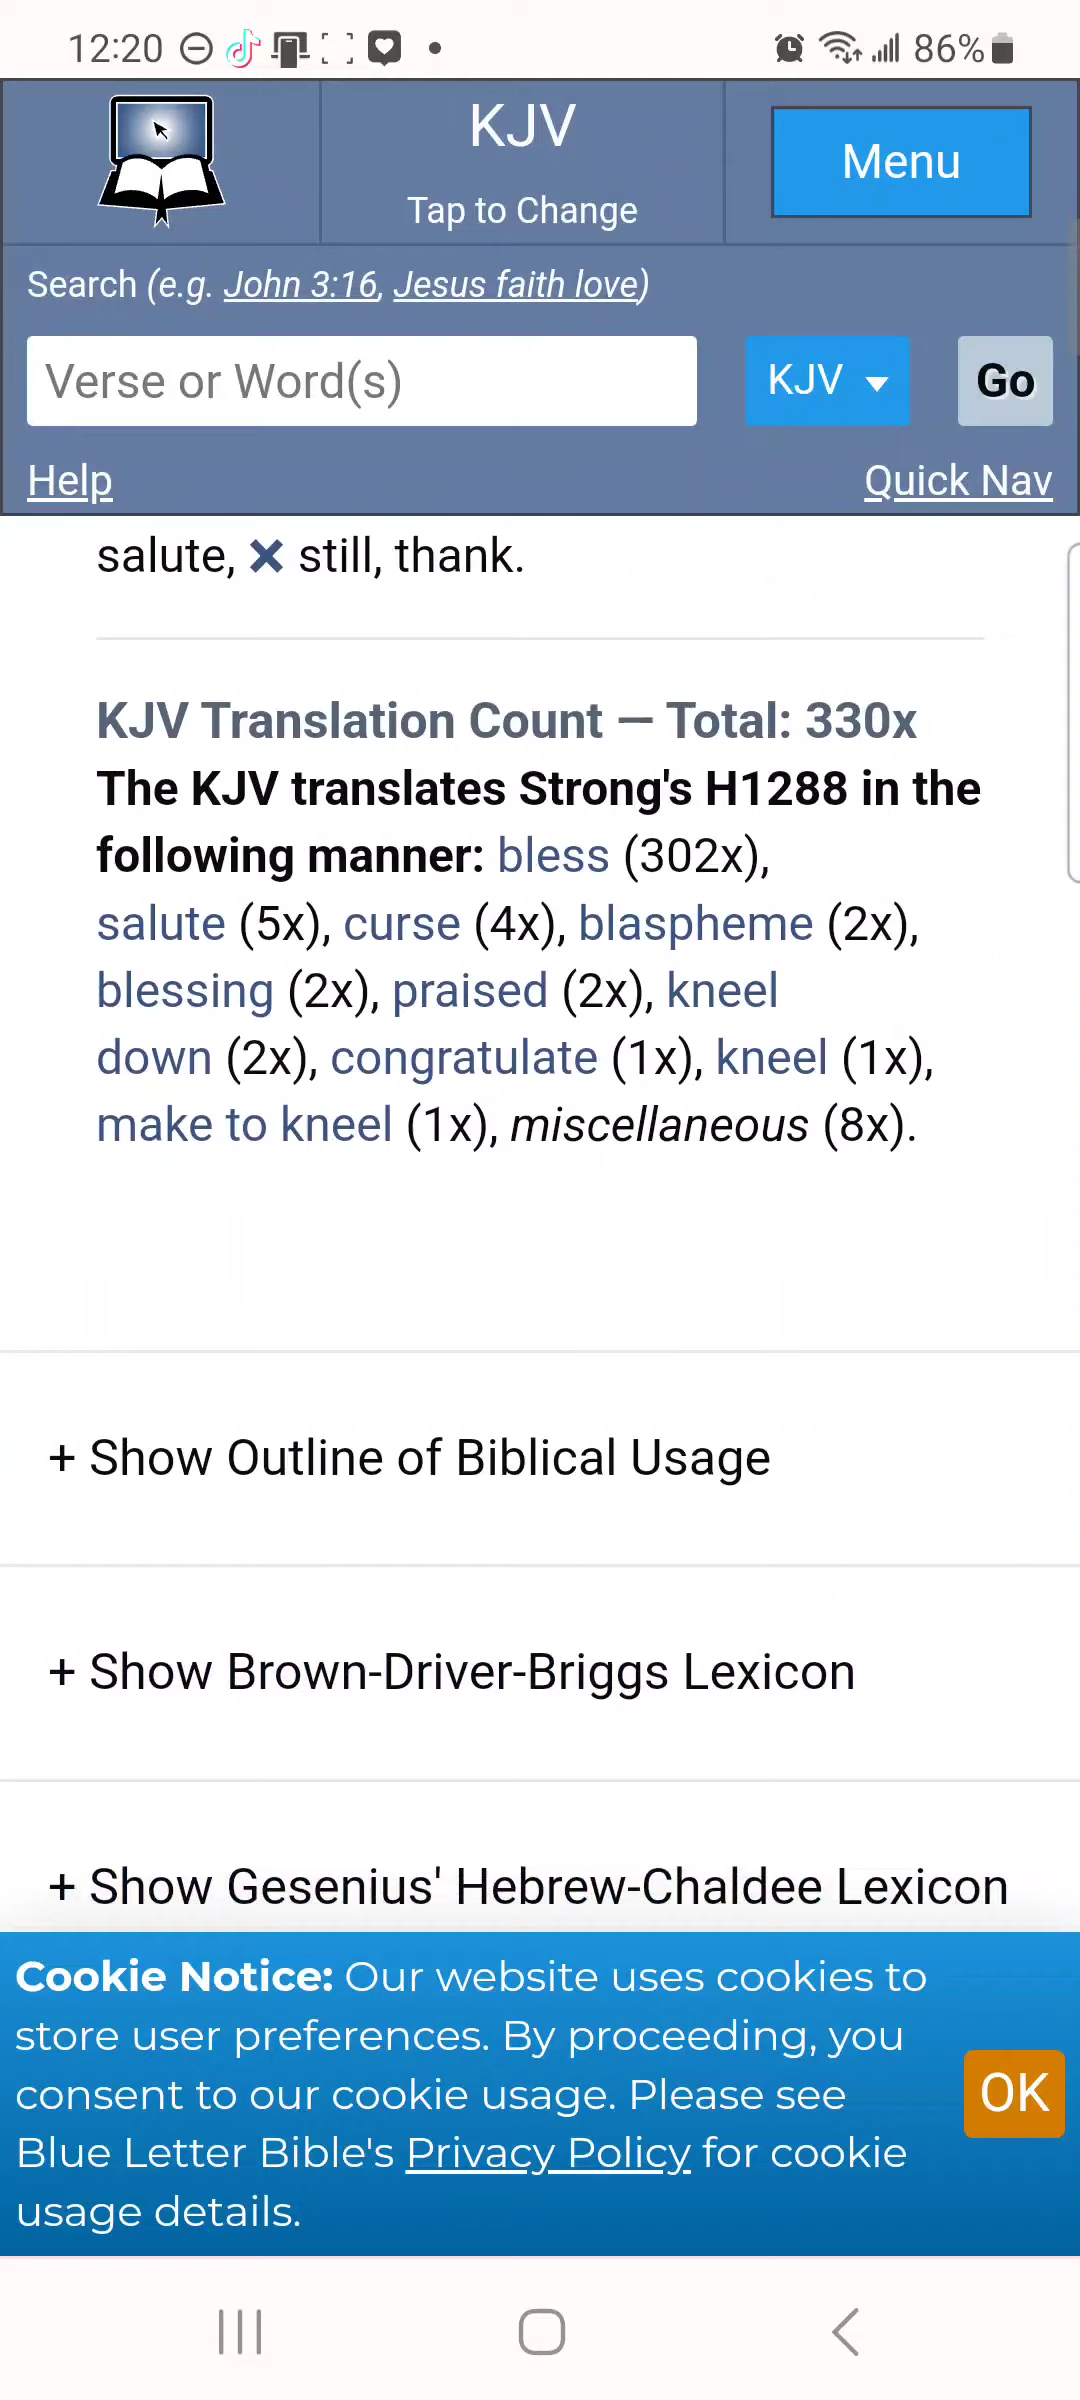 12:20 86%
KJV
Tap to Change
Menu
Search (e.g. John 3:16, Jesus faith love)
Verse or Word(s) KJV Go
Help Quick Nav
salute, × still, thank.
KJV Translation Count — Total: 330x
The KJV translates Strong's H1288 in the
following manner: bless (302x),
salute (5x), curse (4x), blaspheme (2x),
blessing (2x), praised (2x), kneel
down (2x), congratulate (1x), kneel (1x),
make to kneel (1x), miscellaneous (8x).
+ Show Outline of Biblical Usage
+ Show Brown-Driver-Briggs Lexicon
+ Show Gesenius' Hebrew-Chaldee Lexicon
Cookie Notice: Our website uses cookies to
store user preferences. By proceeding, you
consent to our cookie usage. Please see
Blue Letter Bible's Privacy Policy for cookie
usage details.
OK